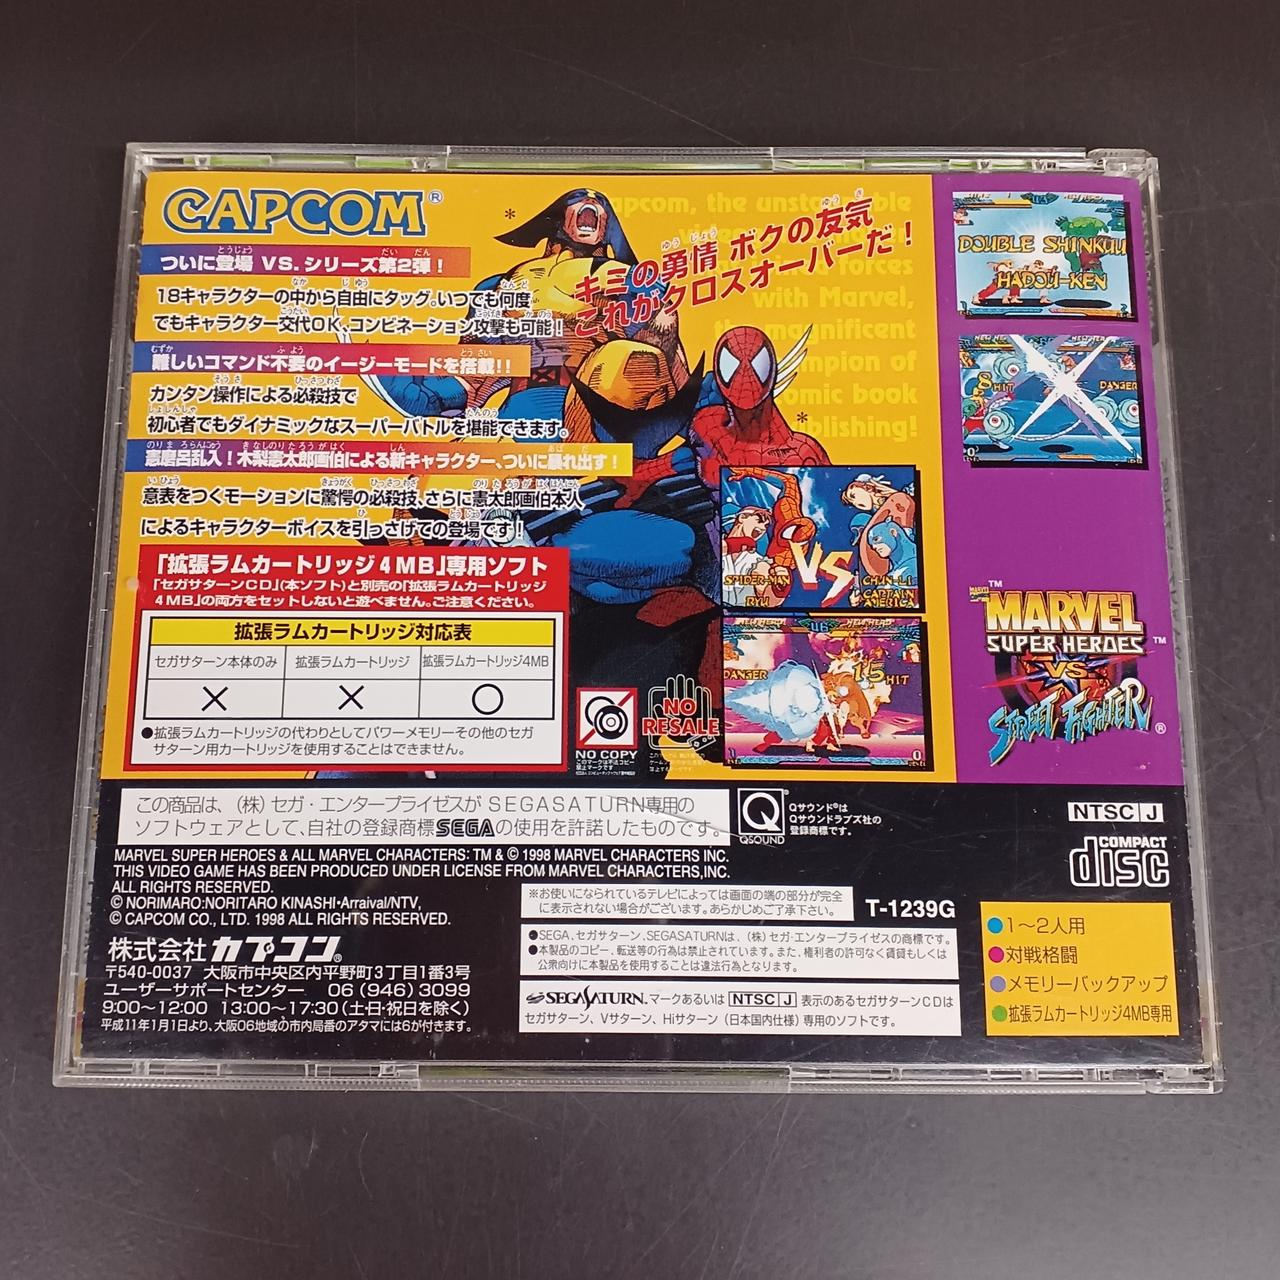 CAPCOM®
ついに登場 VS.シリーズ第2弾！
18キャラクターの中から自由にタッグ。いつでも何度
でもキャラクター交代OK、コンビネーション攻撃も可能！
難しいコマンド不要のイージーモードを搭載!!
カンタン操作による必殺技で
初心者でもダイナミックなスーパーバトルを堪能できます。
憲磨呂乱入！木梨憲太郎画伯による新キャラクター、ついに暴れ出す！
意表をつくモーションに驚愕の必殺技、さらに憲太郎画伯本人
によるキャラクターボイスを引っさげての登場です！
キミの勇情 ボクの友気
これがクロスオーバーだ！
with Marvel,
「拡張ラムカートリッジ4MB」専用ソフト
「セガサターンCD」(本ソフト)と別売の「拡張ラムカートリッジ
4MB」の両方をセットしないと遊べません。ご注意ください。
拡張ラムカートリッジ対応表
セガサターン本体のみ 拡張ラムカートリッジ 拡張ラムカートリッジ4MB
× × ○
●拡張ラムカートリッジの代わりとしてパワーメモリーその他のセガ
サターン用カートリッジを使用することはできません。
NO COPY
このマークは不法コピー
禁止マークです
NO
RESALE
DOUBLE SHINKUU
HADOU-KEN
8 HIT DANGER
VS
SPIDER-MAN CHUN-LI
RYU CAPTAIN AMERICA
DANGER 15 HIT
™
MARVEL
SUPER HEROES™
VS.
STREET FIGHTER®
この商品は、(株)セガ・エンタープライゼスがSEGASATURN専用の
ソフトウェアとして、自社の登録商標SEGAの使用を許諾したものです。
QSOUND
Qサウンド®は
Qサウンドラブズ社の
登録商標です。
NTSC J
COMPACT
disc
MARVEL SUPER HEROES & ALL MARVEL CHARACTERS: TM & © 1998 MARVEL CHARACTERS, INC.
THIS VIDEO GAME HAS BEEN PRODUCED UNDER LICENSE FROM MARVEL CHARACTERS,INC.
ALL RIGHTS RESERVED.
© NORIMARO:NORITARO KINASHI•Arraival/NTV,
© CAPCOM CO., LTD. 1998 ALL RIGHTS RESERVED.
株式会社カプコン®
〒540-0037 大阪市中央区内平野町3丁目1番3号
ユーザーサポートセンター 06(946)3099
9:00〜12:00 13:00〜17:30(土日・祝日を除く)
平成11年1月1日より、大阪06地域の市内局番のアタマには6が付きます。
※お使いになられているテレビによっては画面の端の部分が完全
に表示されない場合がございます。あらかじめご了承下さい。
T-1239G
●SEGA、セガサターン、SEGASATURNは、(株)セガ・エンタープライゼスの商標です。
●本製品のコピー、転送等の行為は禁止されています。また、権利者の許可なく賃貸もしくは
公衆向けに本製品を使用することは違法行為となります。
SEGASATURN. マークあるいは NTSC J 表示のあるセガサターンCDは
セガサターン、Vサターン、Hiサターン(日本国内仕様)専用のソフトです。
●1〜2人用
●対戦格闘
●メモリーバックアップ
●拡張ラムカートリッジ4MB専用